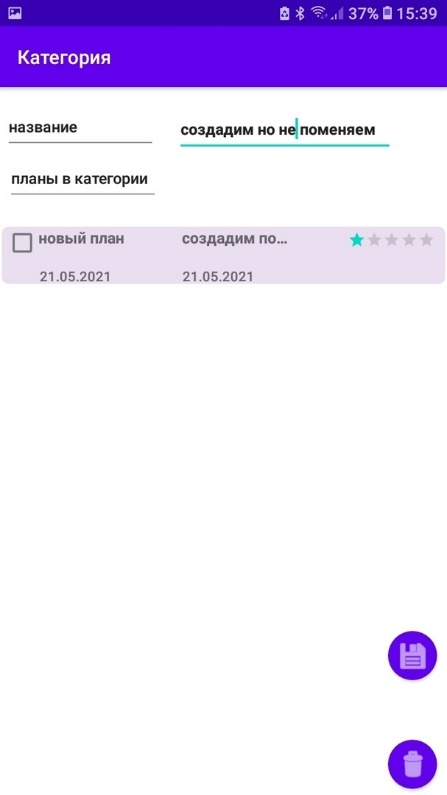 37% 15:39
Категория
название
создадим но не поменяем
планы в категории
новый план
создадим по...
21.05.2021
21.05.2021